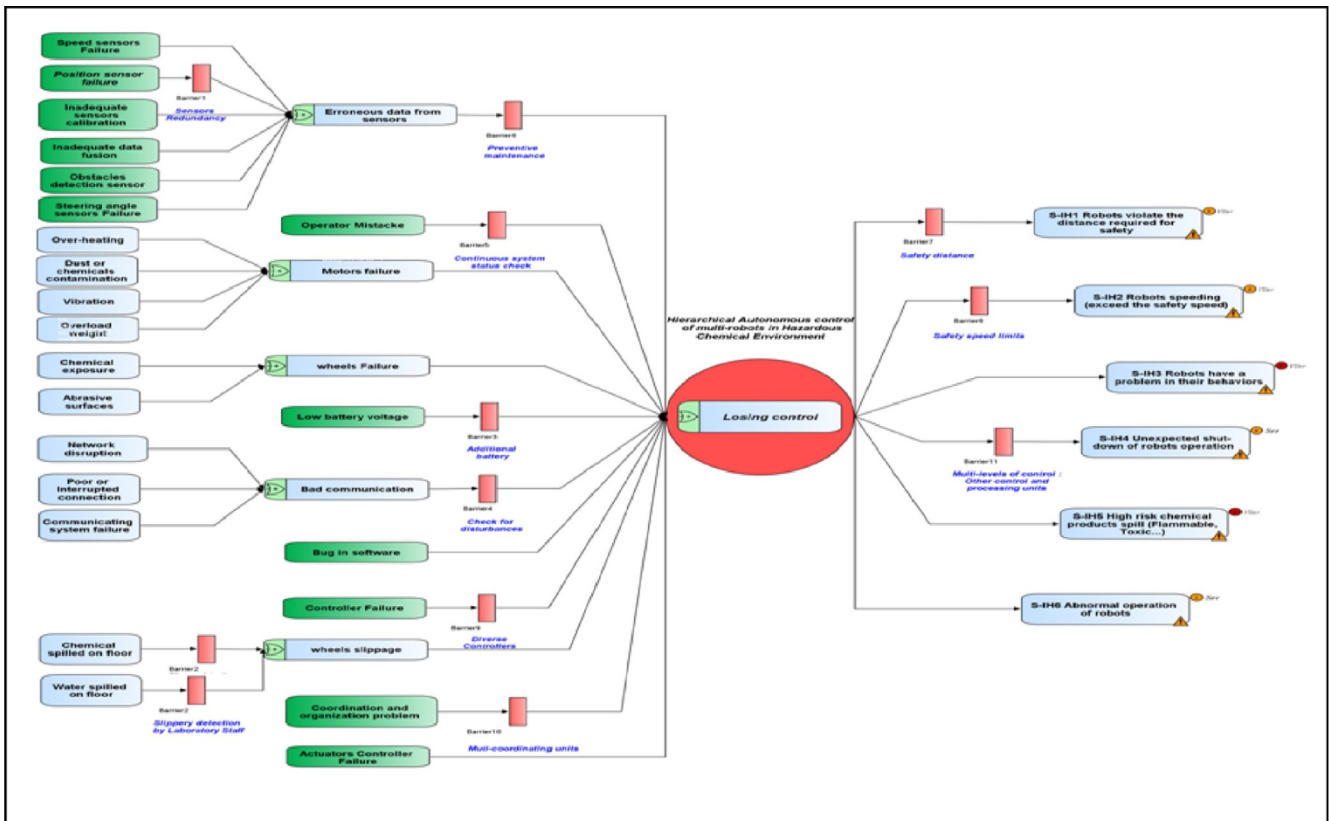 Speed sensors
Failure
Position sensor
failure
Barrier1
Sensors
Redundancy
Inadequate
sensors
calibration
Inadequate data
fusion
Obstacles
detection sensor
Steering angle
sensors Failure
Erroneous data from
sensors
Preventive
maintenance
Operator Mistacke
Barrier5
Continuous system
status check
Over-heating
Dust or
chemicals
contamination
Vibration
Overload
weight
Motors failure
Chemical
exposure
Abrasive
surfaces
wheels Failure
Low battery voltage
Barrier3
Additional
battery
Network
disruption
Poor or
Interrupted
connection
Communicating
system failure
Bad communication
Barrier4
Check for
disturbances
Bug in software
Controller Failure
Barrier9
Diverse
Controllers
Chemical
spilled on floor
Barrier2
Water spilled
on floor
Barrier2
Slippery detection
by Laboratory Staff
wheels slippage
Coordination and
organization problem
Barrier10
Mutl-coordinating units
Actuators Controller
Failure
Hierarchical Autonomous control
of multi-robots in Hazardous
Chemical Environment
Losing control
Barrier7
Safety distance
S-IH1 Robots violate the
distance required for
safety
Safety speed limits
S-IH2 Robots speeding
(exceed the safety speed)
S-IH3 Robots have a
problem in their behaviors
Barrier11
Multi-levels of control :
Other control and
processing units
S-IH4 Unexpected shut-
down of robots operation
Ser
S-IH5 High risk chemical
products spill (Flammable,
Toxic...)
S-IH6 Abnormal operation
of robots
Ser